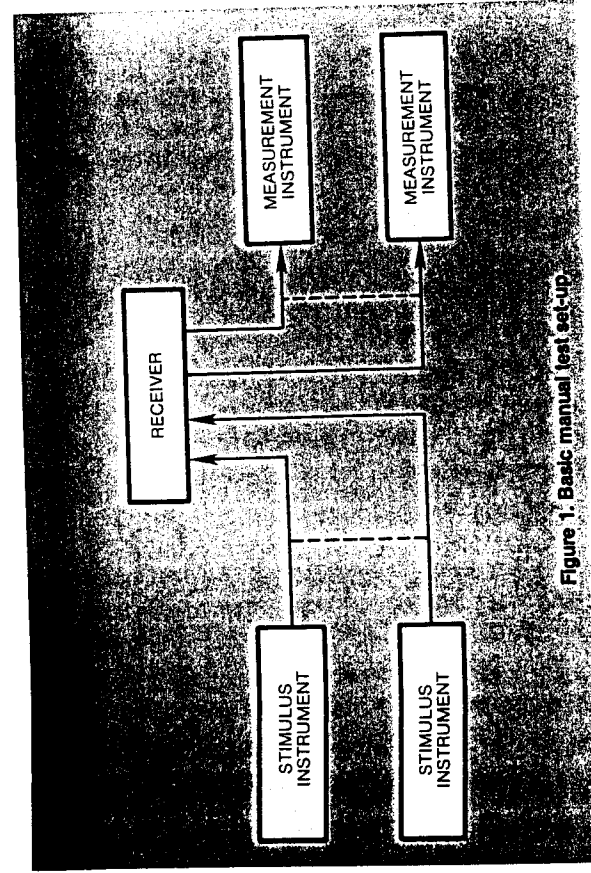 RECEIVER
STIMULUS
INSTRUMENT
MEASUREMENT
INSTRUMENT
STIMULUS
INSTRUMENT
MEASUREMENT
INSTRUMENT
Figure 1. Basic manual test set-up.